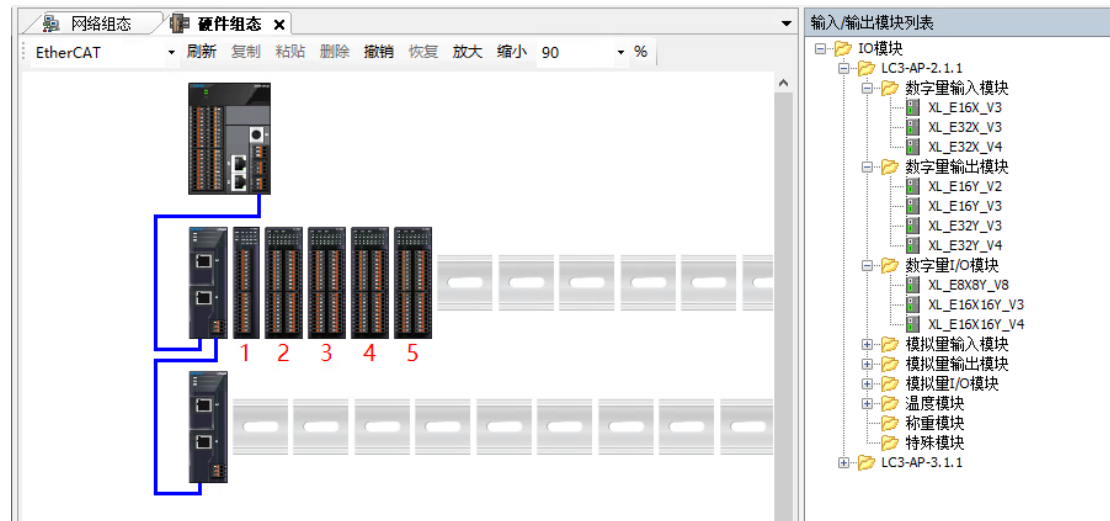 网络组态
硬件组态
EtherCAT 刷新 复制 粘贴 删除 撤销 恢复 放大 缩小 90 %
1 2 3 4 5
输入/输出模块列表
IO模块
LC3-AP-2.1.1
数字量输入模块
XL_E16X_V3
XL_E32X_V3
XL_E32X_V4
数字量输出模块
XL_E16Y_V2
XL_E16Y_V3
XL_E32Y_V3
XL_E32Y_V4
数字量I/O模块
XL_E8X8Y_V8
XL_E16X16Y_V3
XL_E16X16Y_V4
模拟量输入模块
模拟量输出模块
模拟量I/O模块
温度模块
称重模块
特殊模块
LC3-AP-3.1.1